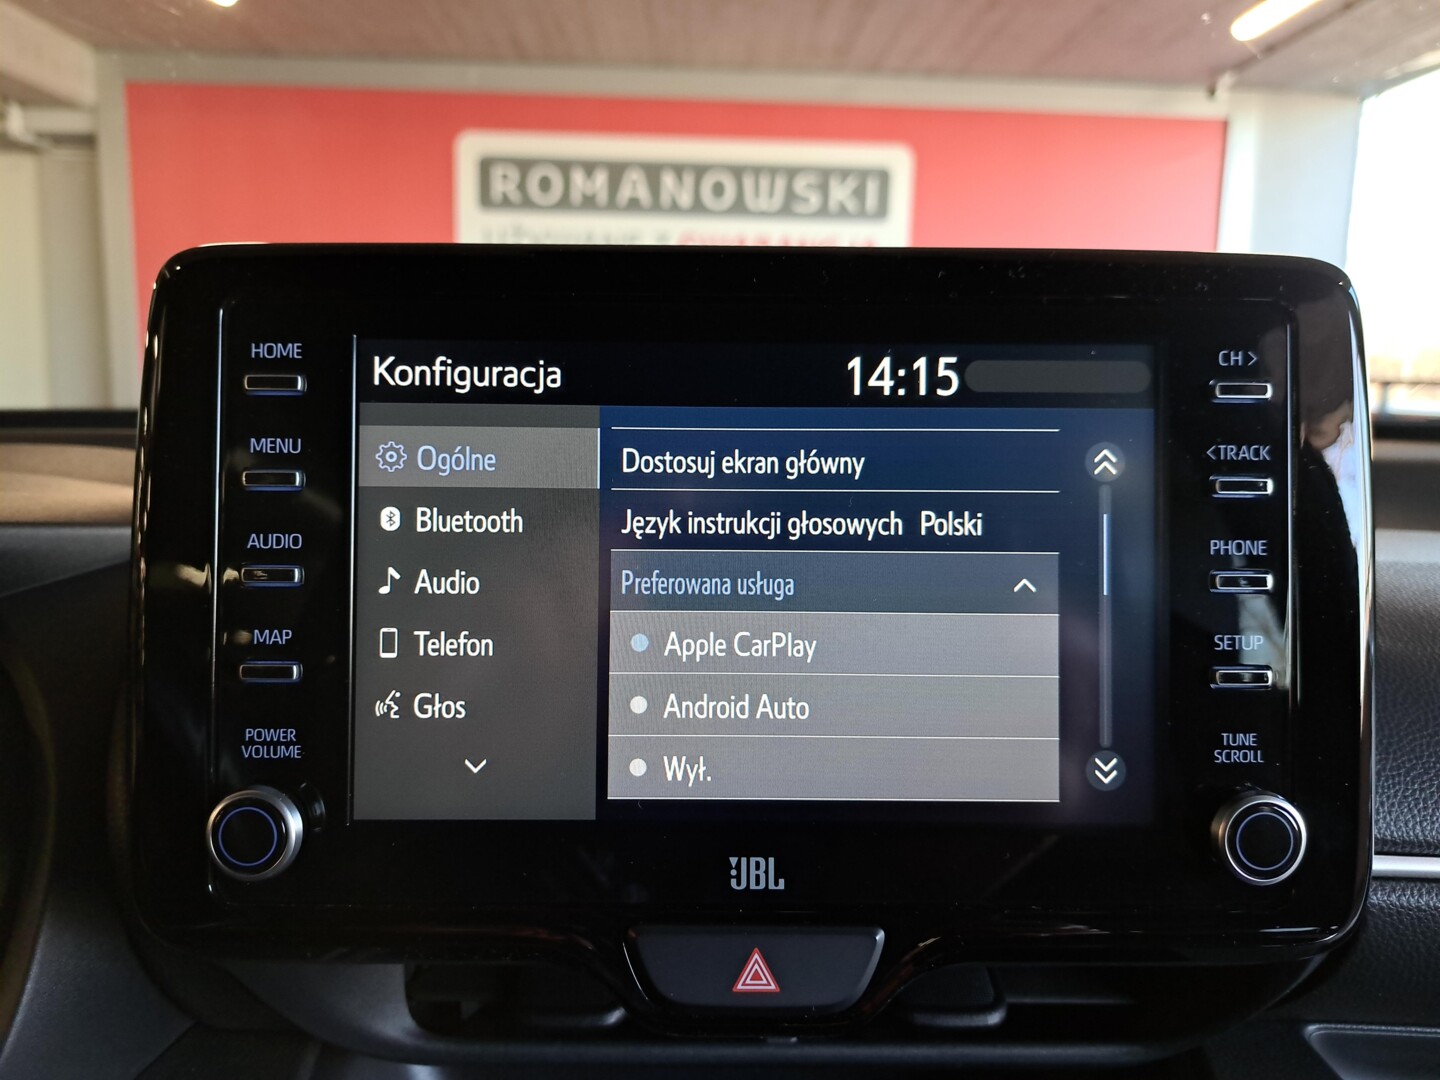 ROMANOWSKI
HOME
MENU
AUDIO
MAP
POWER
VOLUME
Konfiguracja
14:15
Ogólne
Bluetooth
Audio
Telefon
Głos
Dostosuj ekran główny
Język instrukcji głosowych Polski
Preferowana usługa
Apple CarPlay
Android Auto
Wył.
CH >
<TRACK
PHONE
SETUP
TUNE
SCROLL
JBL